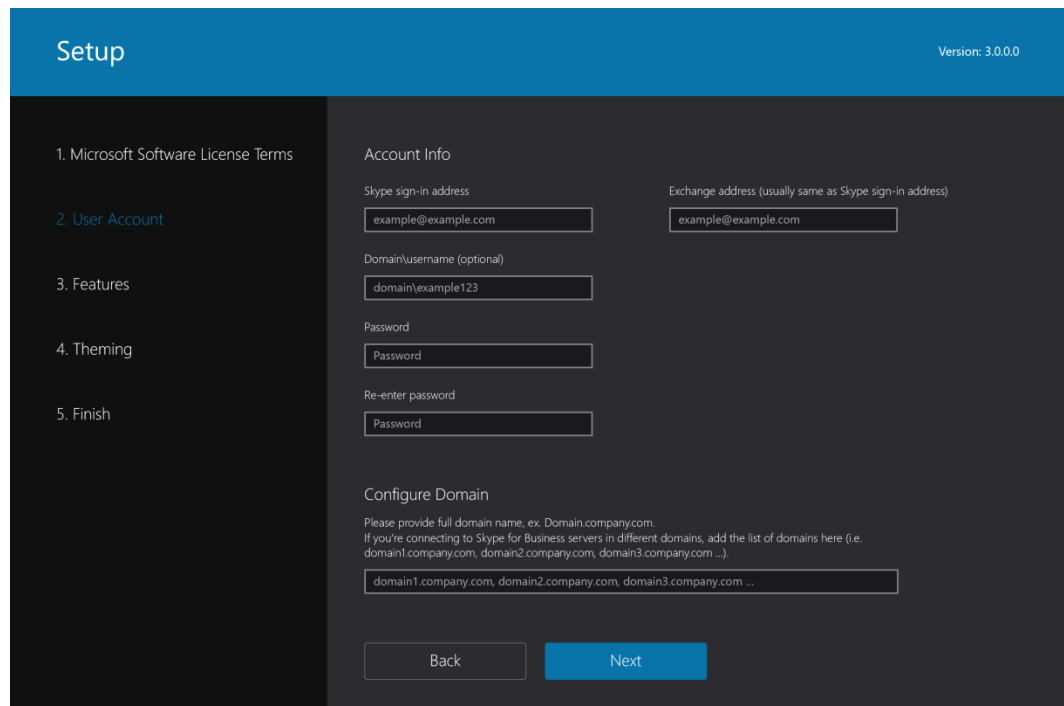 Setup
Version: 3.0.0.0
1. Microsoft Software License Terms
2. User Account
3. Features
4. Theming
5. Finish
Account Info
Skype sign-in address
Exchange address (usually same as Skype sign-in address)
example@example.com
example@example.com
Domain\username (optional)
domain\example123
Password
Password
Re-enter password
Password
Configure Domain
Please provide full domain name, ex. Domain.company.com.
If you're connecting to Skype for Business servers in different domains, add the list of domains here (i.e.
domain1.company.com, domain2.company.com, domain3.company.com ...).
domain1.company.com, domain2.company.com, domain3.company.com ...
Back
Next